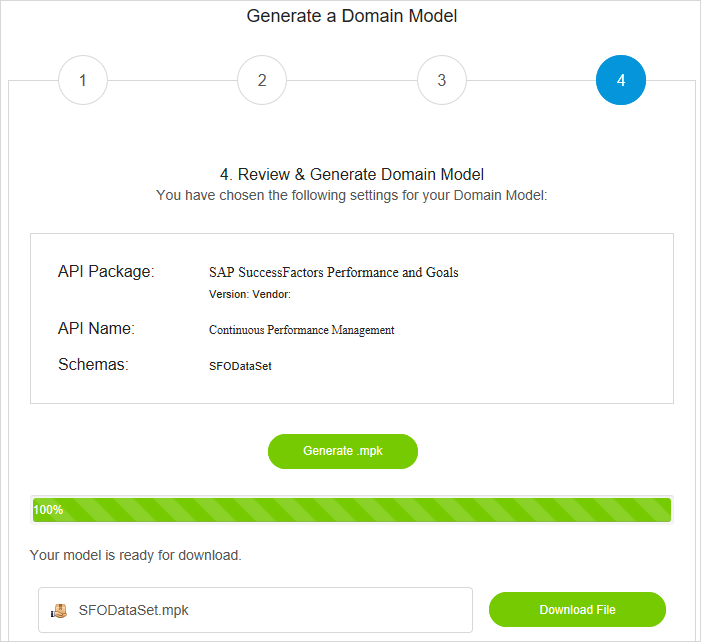 Generate a Domain Model
1 2 3 4
4. Review & Generate Domain Model
You have chosen the following settings for your Domain Model:
API Package: SAP SuccessFactors Performance and Goals
Version: Vendor:
API Name: Continuous Performance Management
Schemas: SFODataSet
Generate .mpk
100%
Your model is ready for download.
SFODataSet.mpk Download File